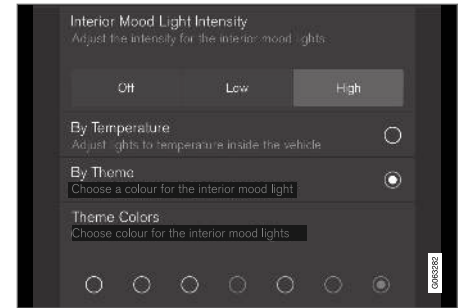 Interior Mood Light Intensity
Adjust the intensity for the interior mood lights
Off Low High
By Temperature
Adjust lights to temperature inside the vehicle
By Theme
Choose a colour for the interior mood light
Theme Colors
Choose colour for the interior mood lights
G063282